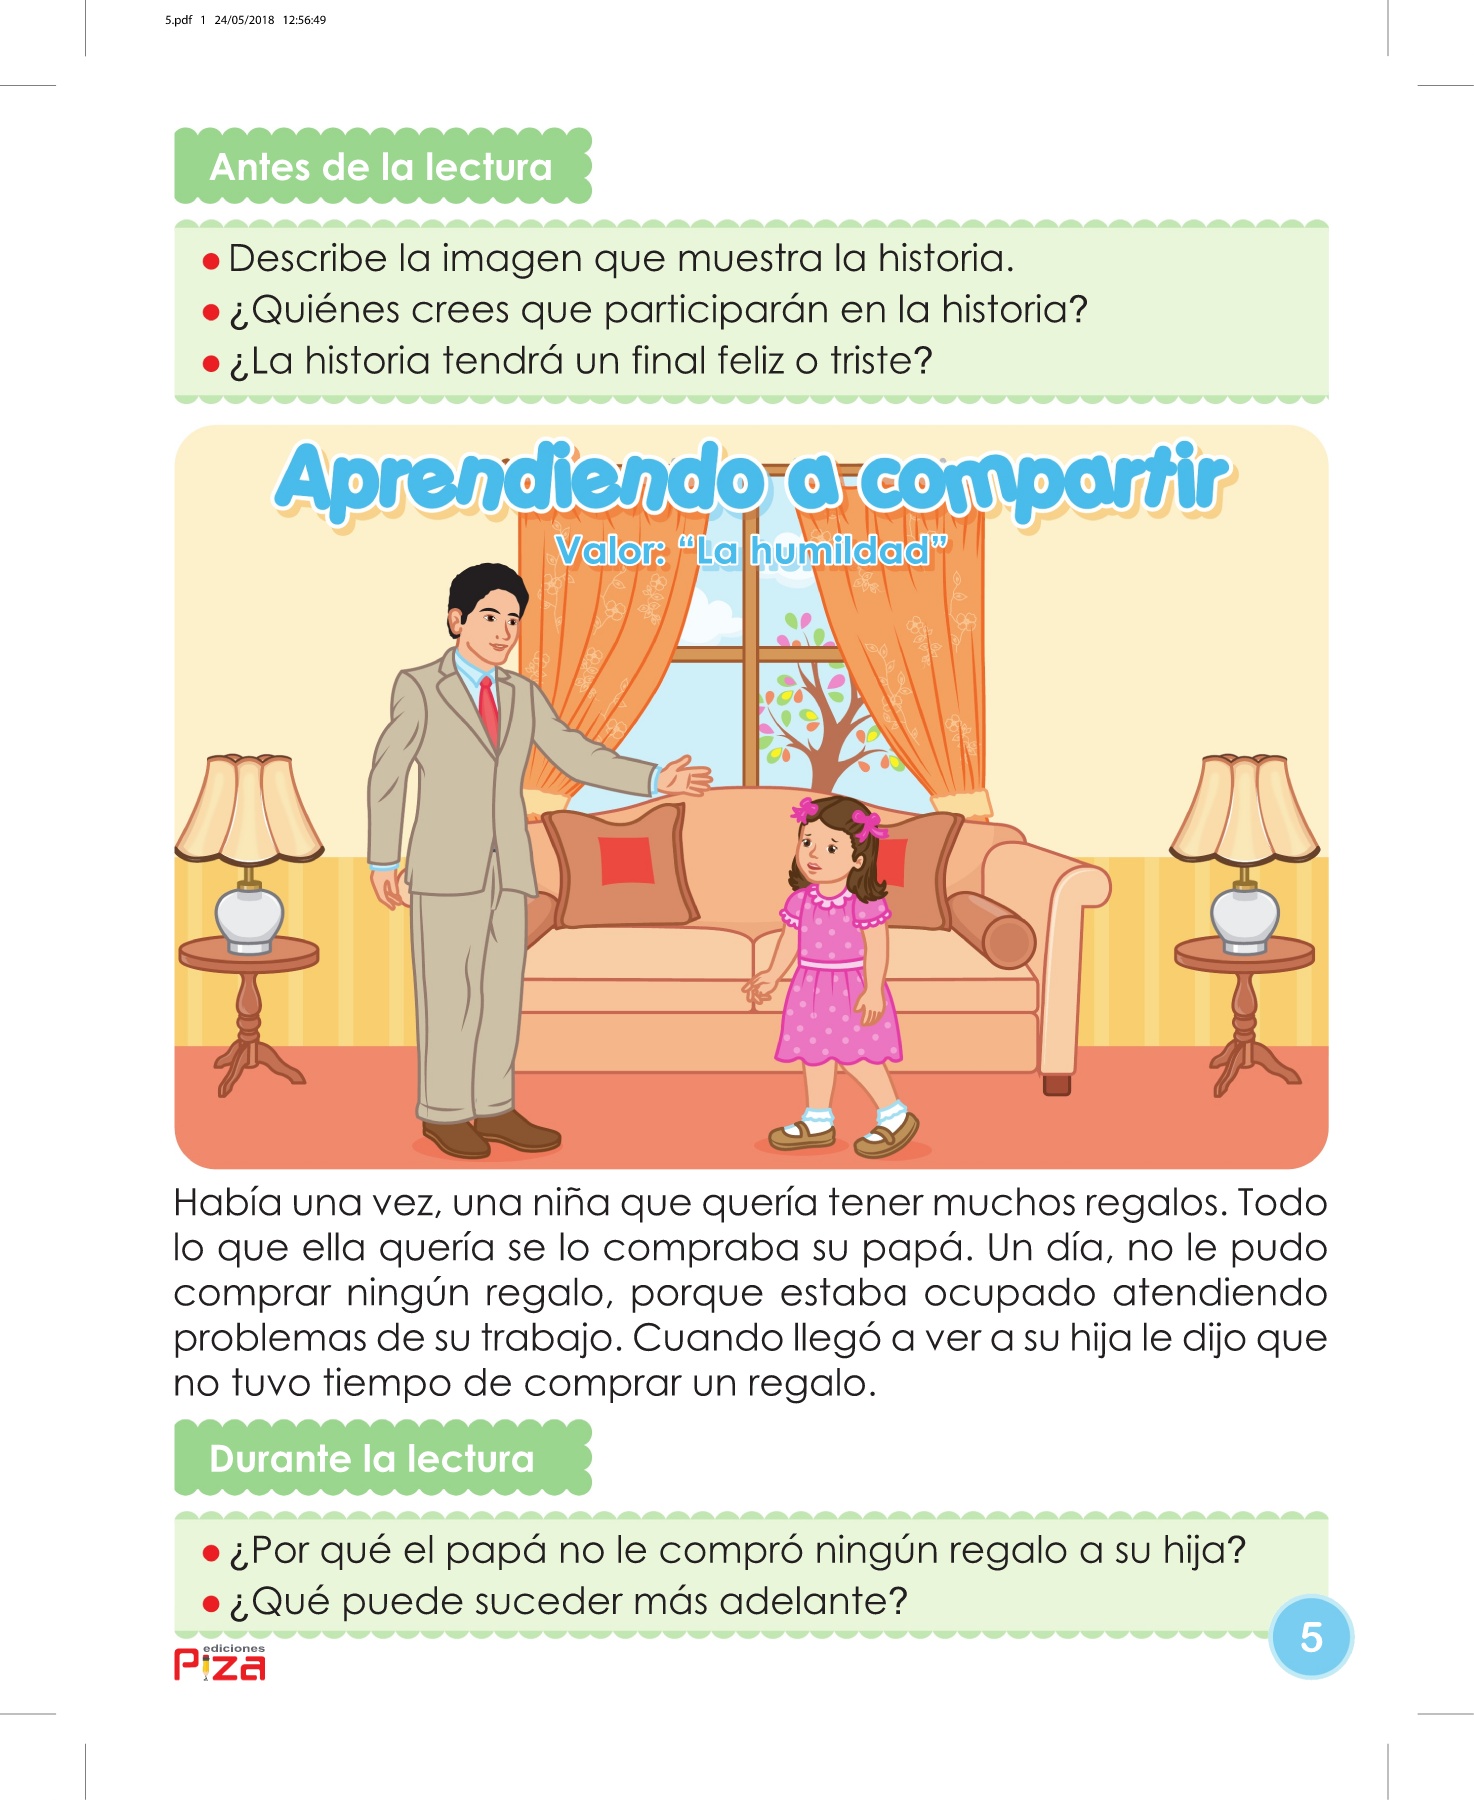 5.pdf 1 24/05/2018 12:56:49
Antes de la lectura
● Describe la imagen que muestra la historia.
● ¿Quiénes crees que participarán en la historia?
● ¿La historia tendrá un final feliz o triste?
Aprendiendo a compartir
Valor: “La humildad”
Había una vez, una niña que quería tener muchos regalos. Todo
lo que ella quería se lo compraba su papá. Un día, no le pudo
comprar ningún regalo, porque estaba ocupado atendiendo
problemas de su trabajo. Cuando llegó a ver a su hija le dijo que
no tuvo tiempo de comprar un regalo.
Durante la lectura
● ¿Por qué el papá no le compró ningún regalo a su hija?
● ¿Qué puede suceder más adelante?
ediciones
Piza
5